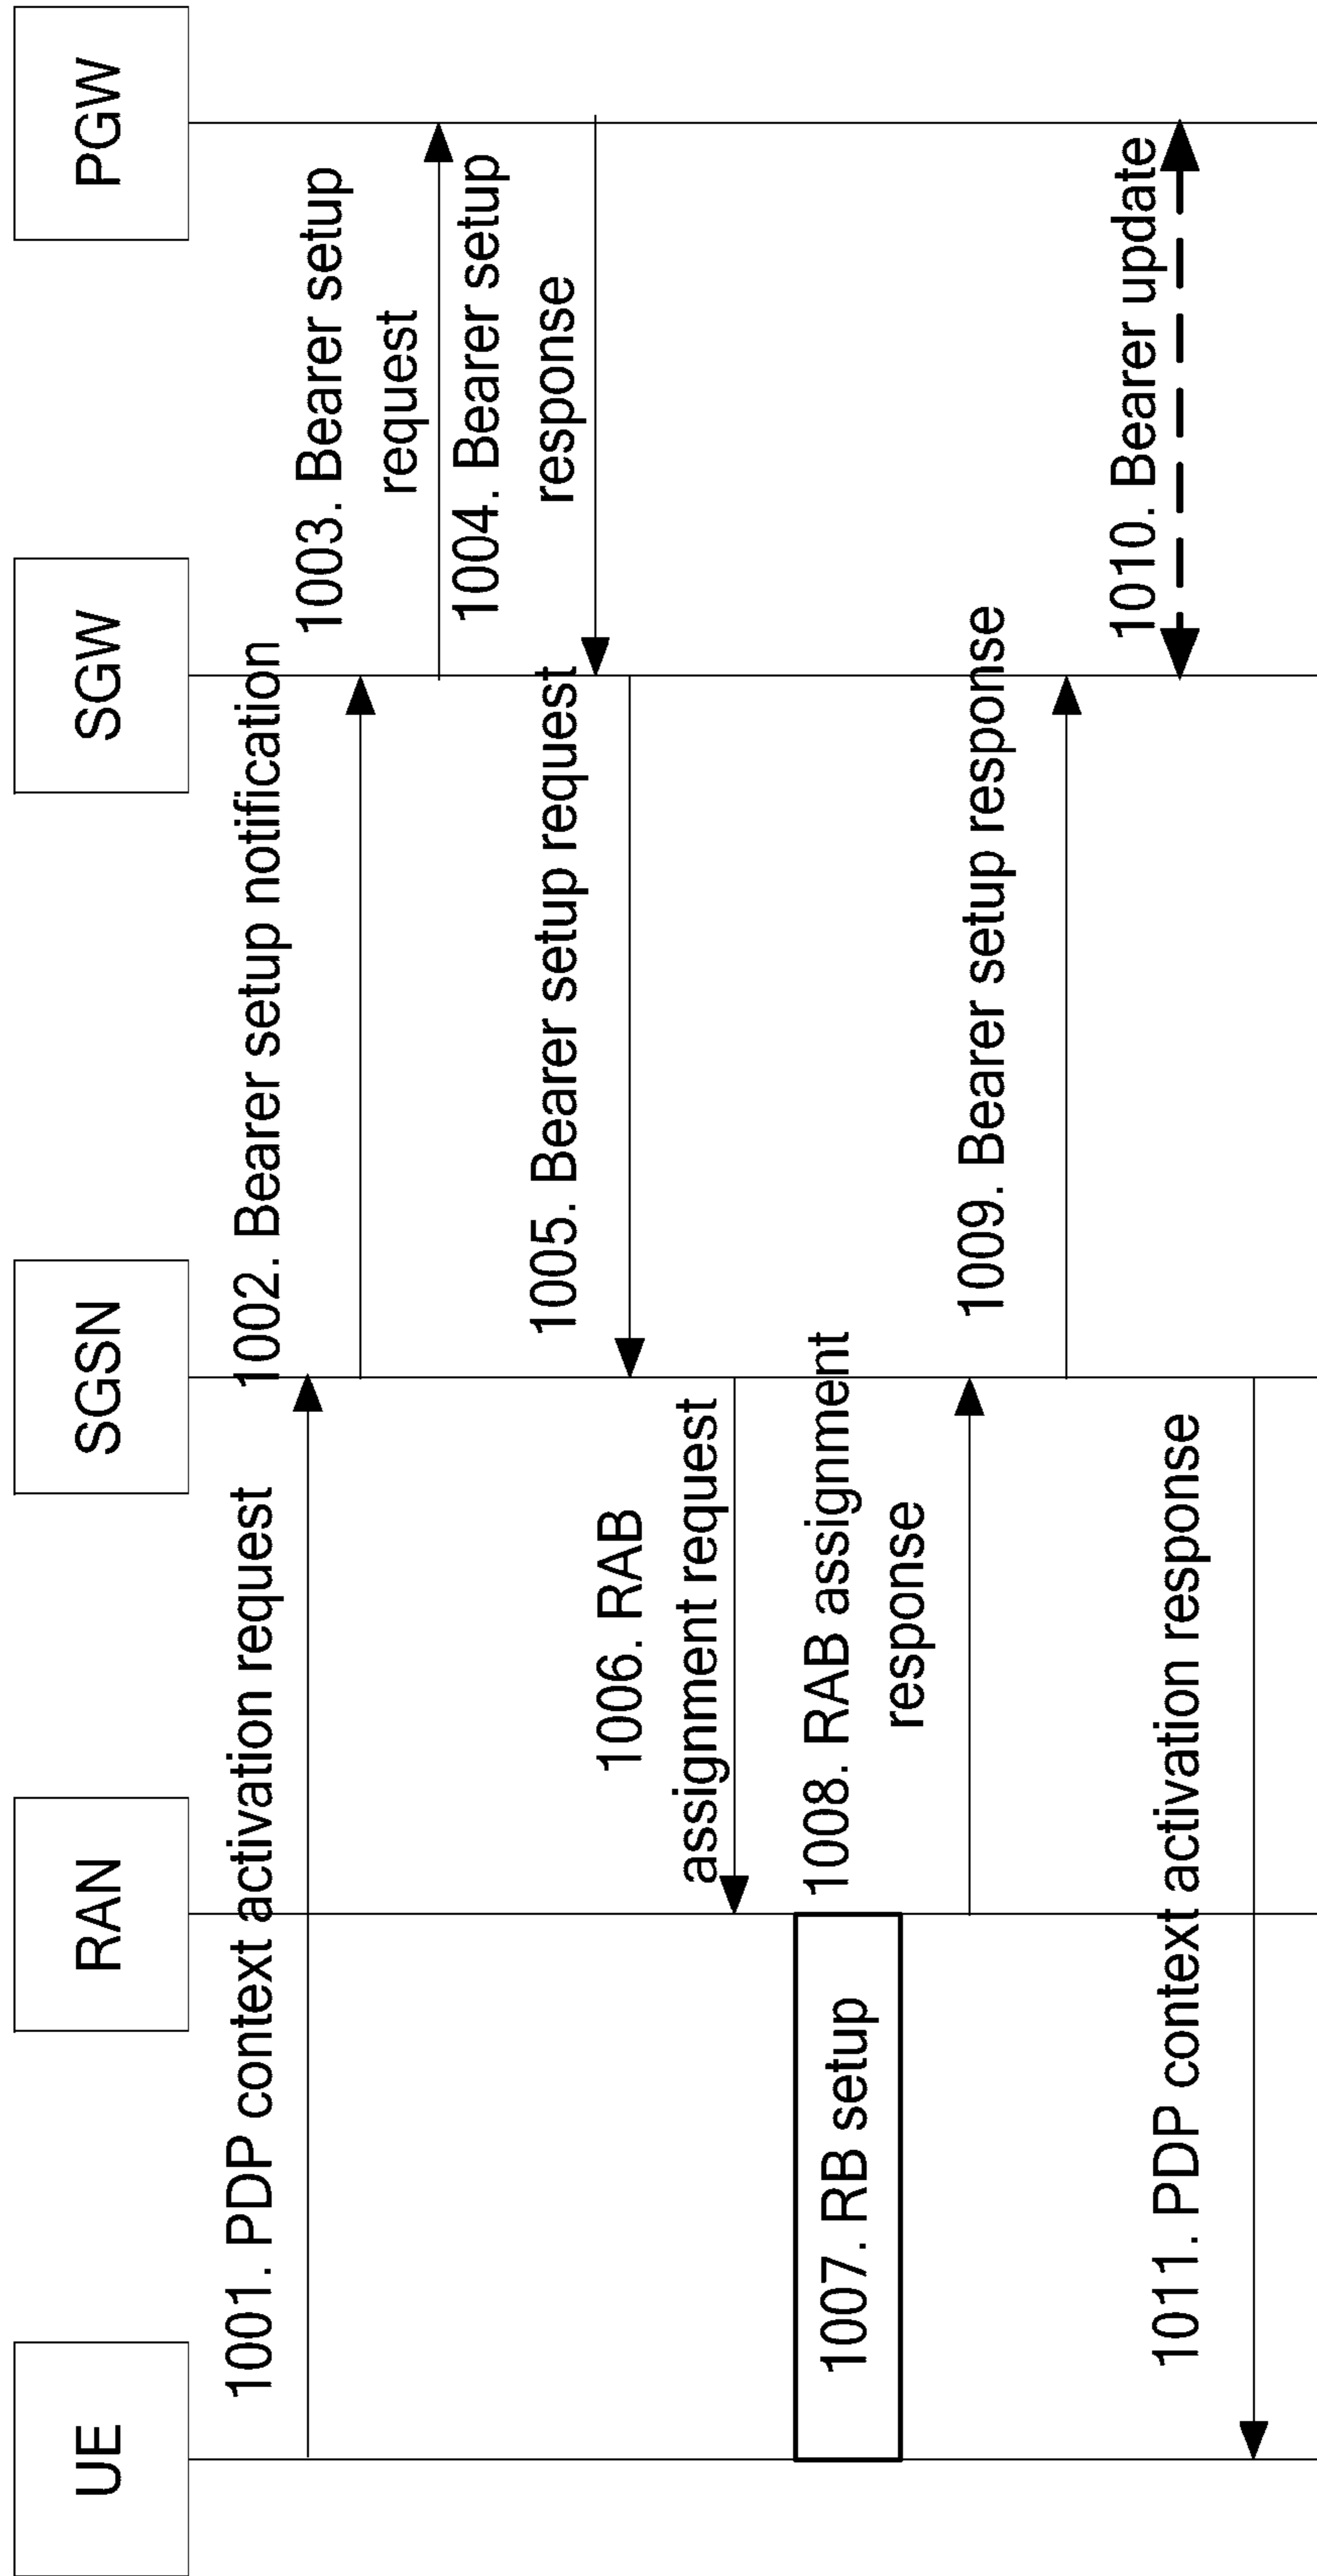 UE
RAN
SGSN
SGW
PGW
1001. PDP context activation request
1002. Bearer setup notification
1003. Bearer setup
request
1004. Bearer setup
response
1005. Bearer setup request
1006. RAB
assignment request
1007. RB setup
1008. RAB assignment
response
1009. Bearer setup response
1010. Bearer update
1011. PDP context activation response